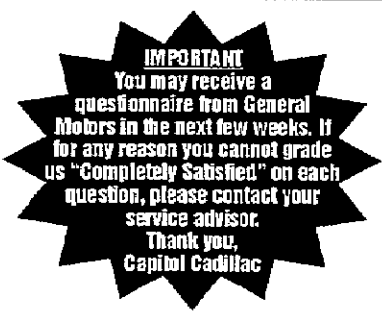 IMPORTANT
You may receive a
questionnaire from General
Motors in the next few weeks. If
for any reason you cannot grade
us "Completely Satisfied" on each
question, please contact your
service advisor.
Thank you,
Capitol Cadillac